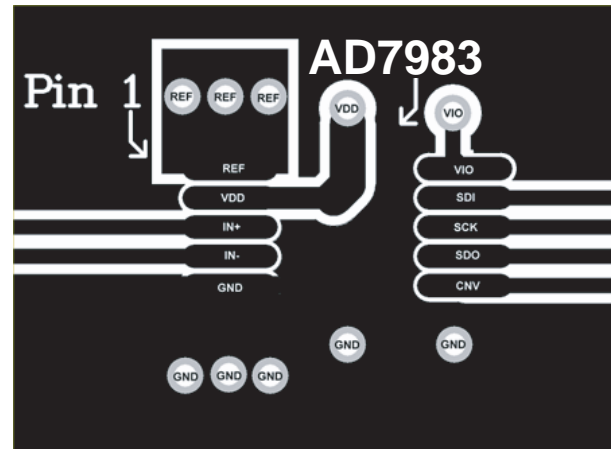 AD7983
Pin 1
REF REF REF
VDD
VIO
REF
VDD
IN+
IN-
GND
VIO
SDI
SCK
SDO
CNV
GND
GND
GND GND GND